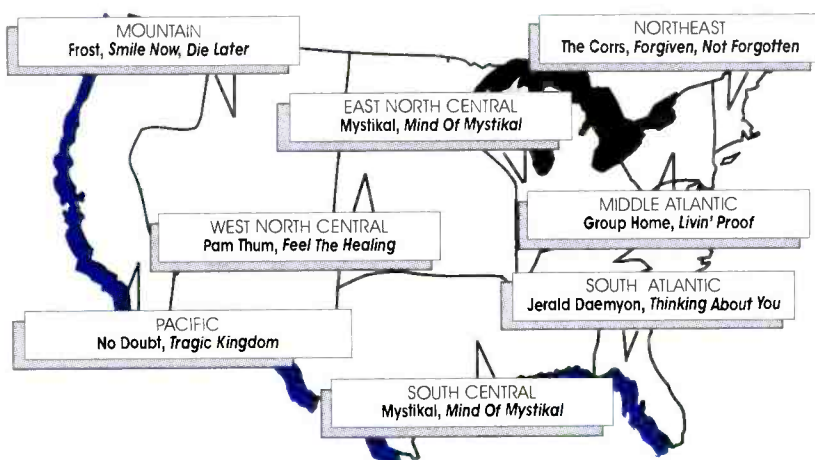 MOUNTAIN
Frost, Smile Now, Die Later
NORTHEAST
The Corrs, Forgiven, Not Forgotten
EAST NORTH CENTRAL
Mystikal, Mind Of Mystikal
MIDDLE ATLANTIC
Group Home, Livin' Proof
WEST NORTH CENTRAL
Pam Thum, Feel The Healing
SOUTH ATLANTIC
Jerald Daemyon, Thinking About You
PACIFIC
No Doubt, Tragic Kingdom
SOUTH CENTRAL
Mystikal, Mind Of Mystikal